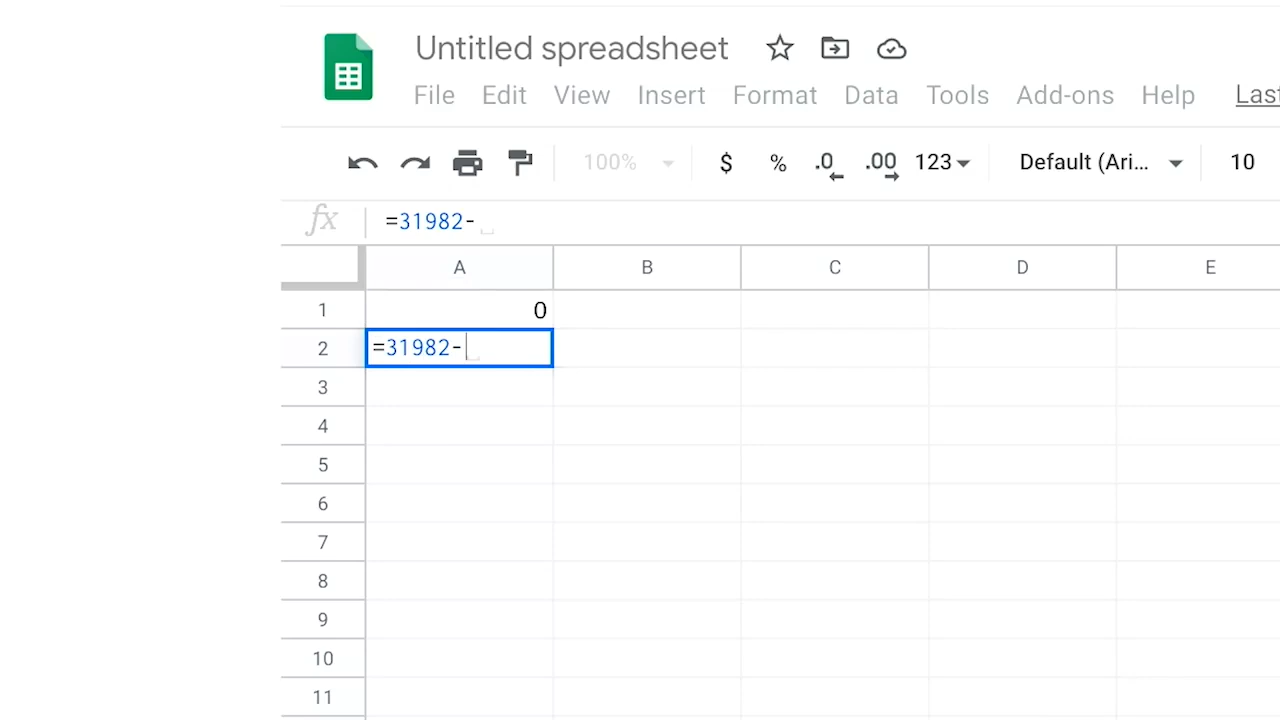 Untitled spreadsheet
File Edit View Insert Format Data Tools Add-ons Help Last
100% $ % .0 .00 123 Default (Ari... 10
fx =31982-
A B C D E
1 0
2 =31982-
3
4
5
6
7
8
9
10
11